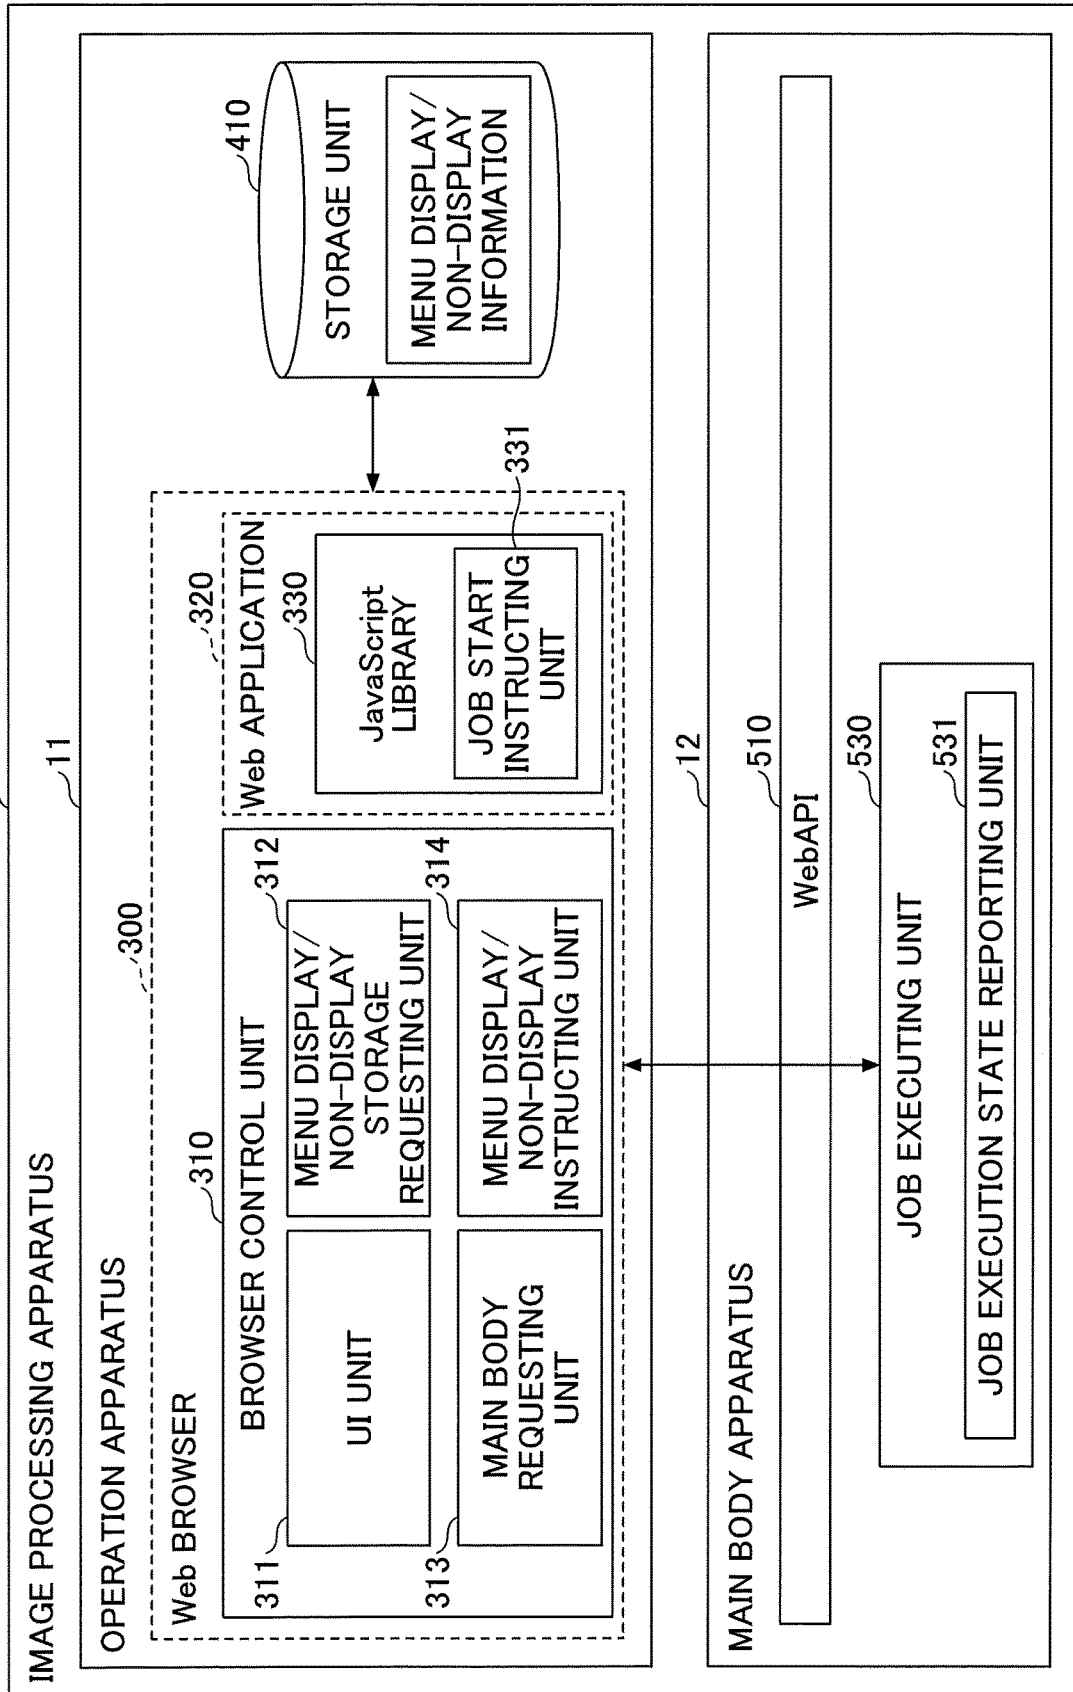 IMAGE PROCESSING APPARATUS
11
OPERATION APPARATUS
300
Web BROWSER
310
BROWSER CONTROL UNIT
311
UI UNIT
312
MENU DISPLAY/
NON-DISPLAY
STORAGE
REQUESTING UNIT
313
MAIN BODY
REQUESTING
UNIT
314
MENU DISPLAY/
NON-DISPLAY
INSTRUCTING UNIT
320
Web APPLICATION
330
JavaScript
LIBRARY
331
JOB START
INSTRUCTING
UNIT
410
STORAGE UNIT
MENU DISPLAY/
NON-DISPLAY
INFORMATION
12
MAIN BODY APPARATUS
510
WebAPI
530
JOB EXECUTING UNIT
531
JOB EXECUTION STATE REPORTING UNIT